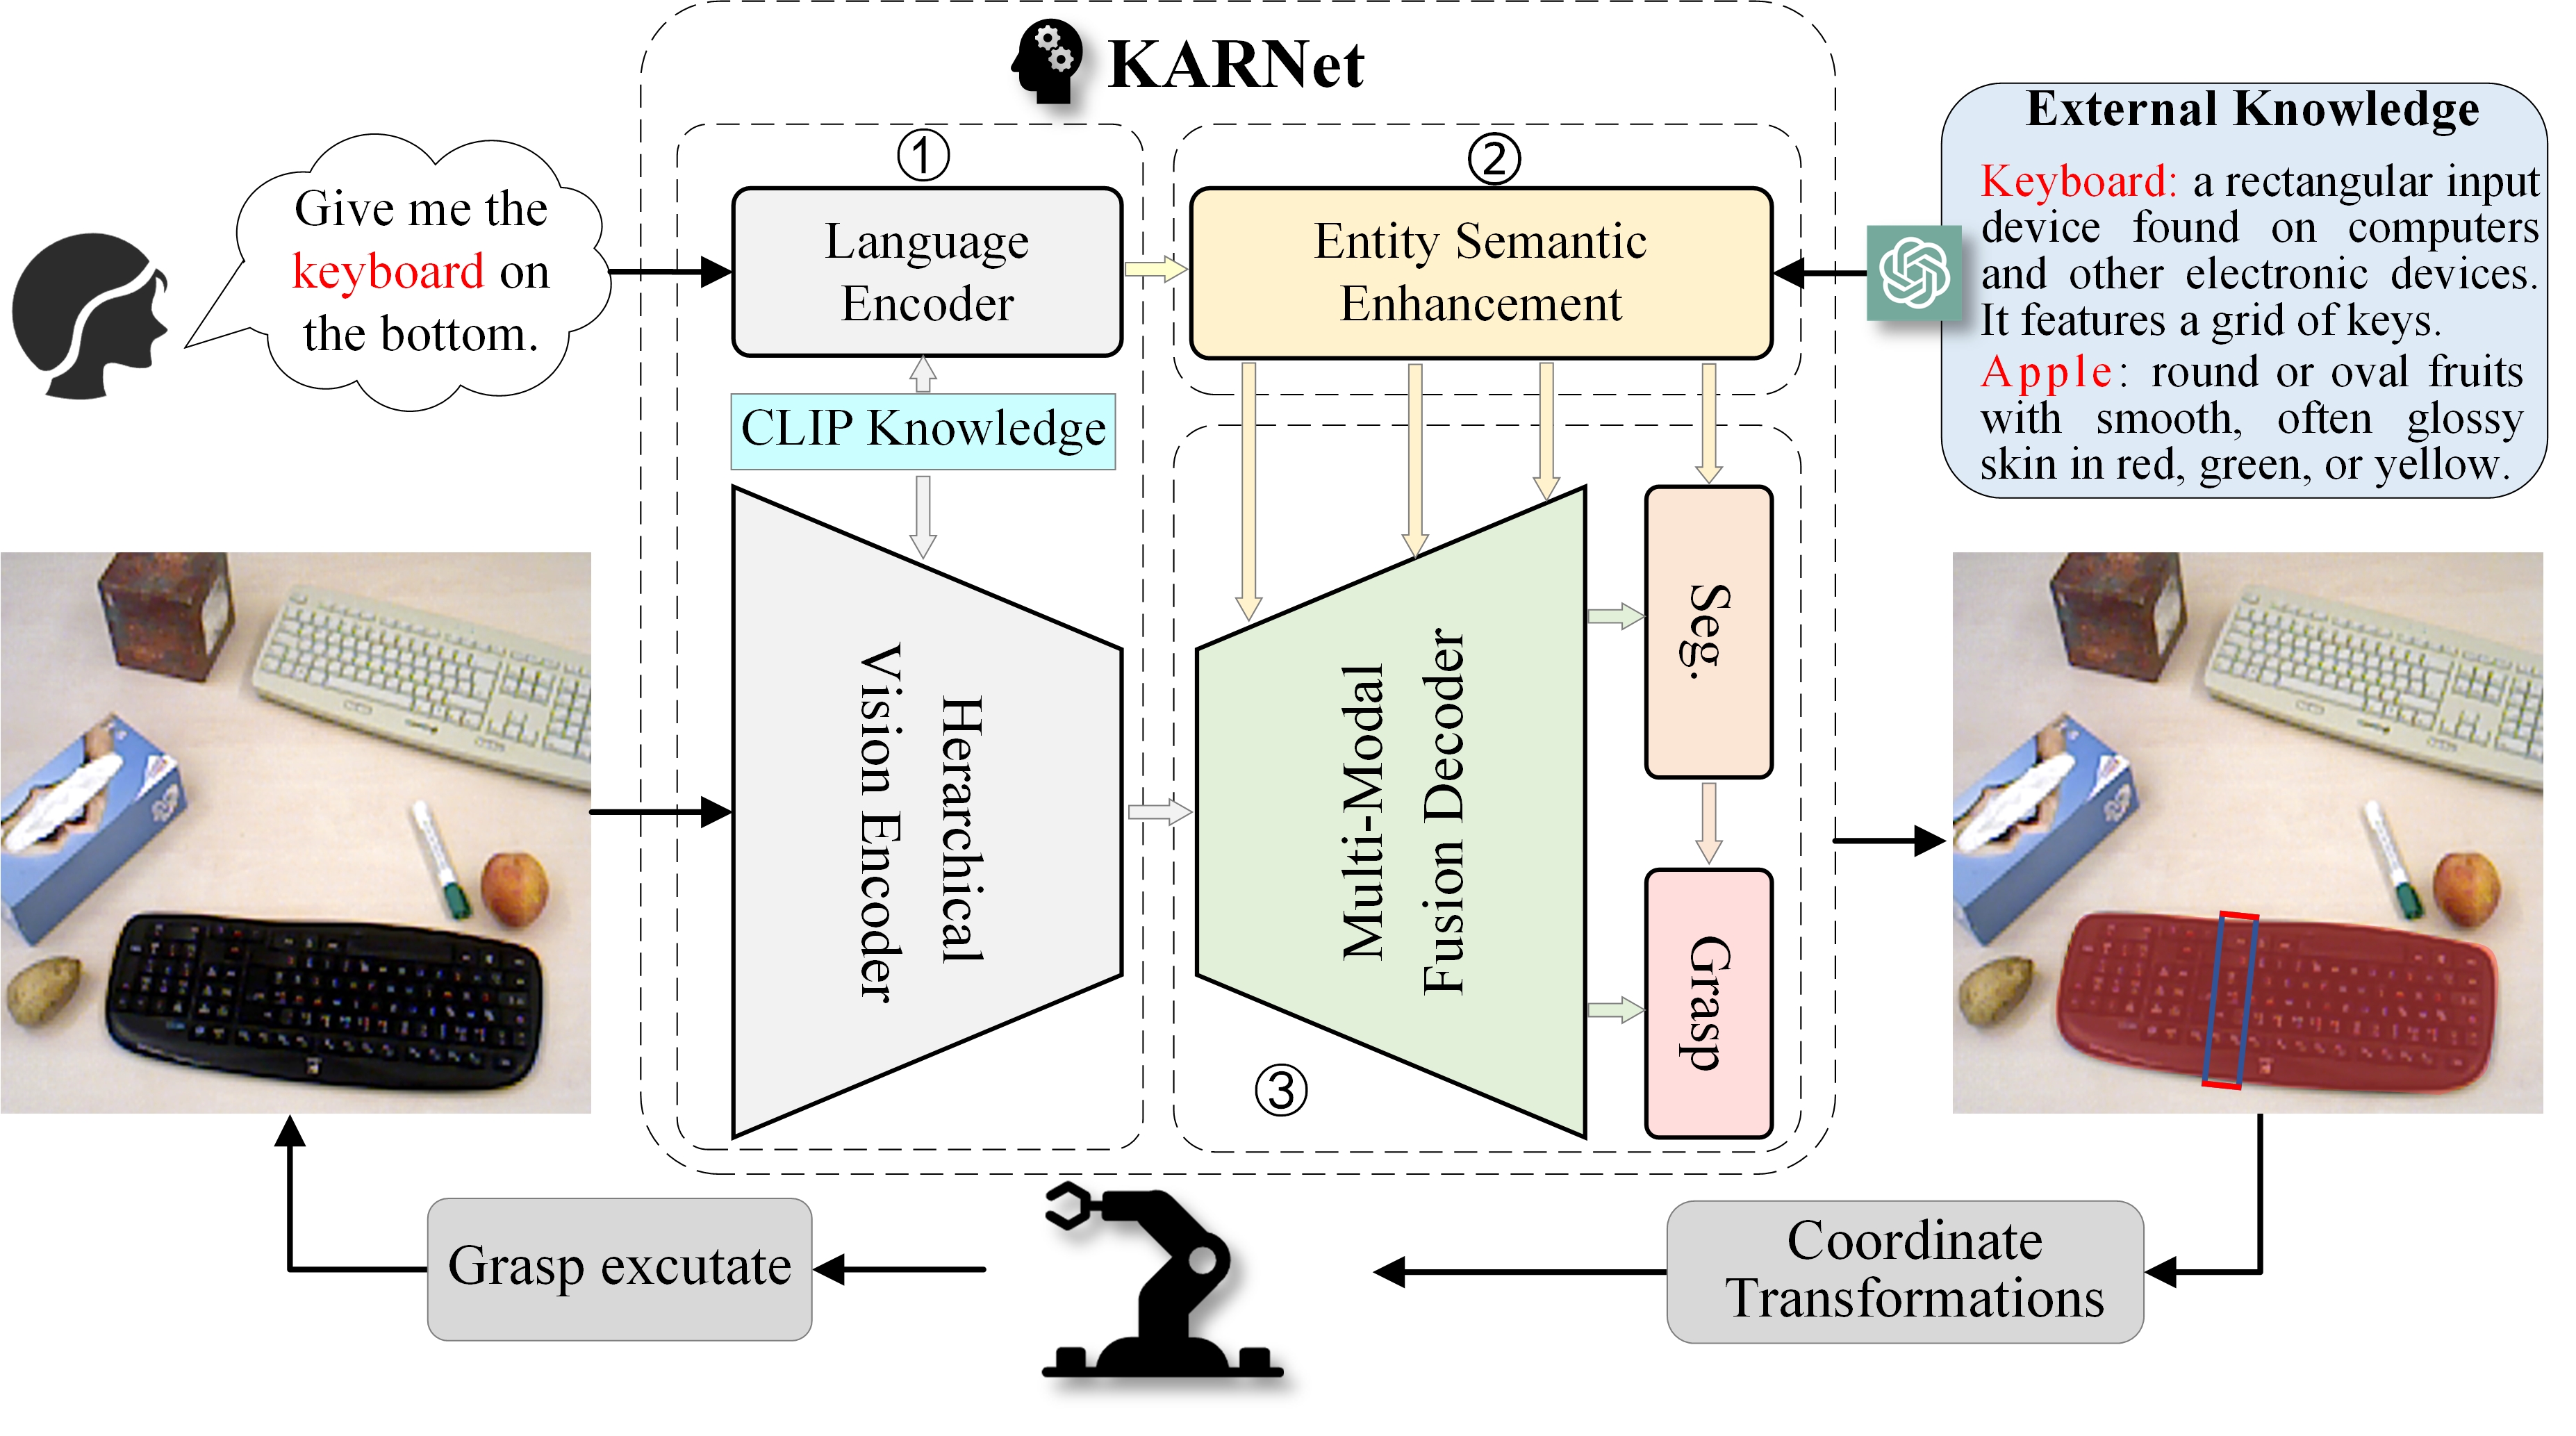 KARNet
①
②
Give me the
keyboard on
the bottom.
Language
Encoder
Entity Semantic
Enhancement
External Knowledge
Keyboard: a rectangular input
device found on computers
and other electronic devices.
It features a grid of keys.
Apple: round or oval fruits
with smooth, often glossy
skin in red, green, or yellow.
CLIP Knowledge
Herarchical
Vision Encoder
Multi-Modal
Fusion Decoder
Seg.
Grasp
③
Grasp excutate
Coordinate
Transformations